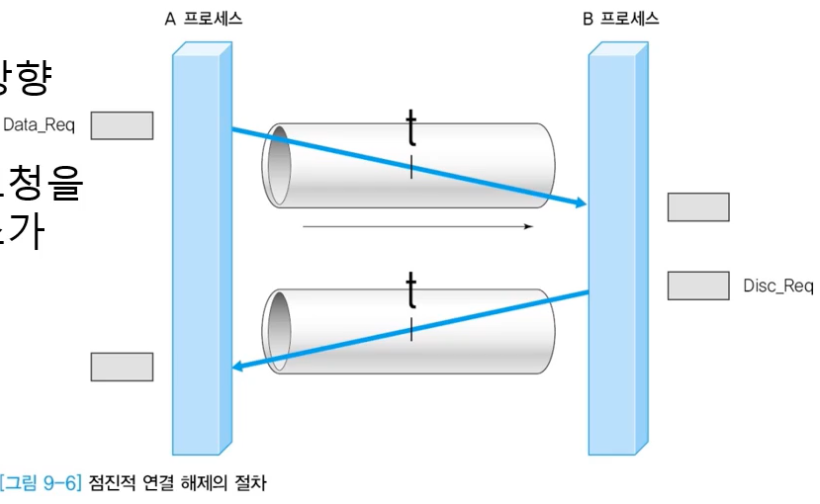 A 프로세스
B 프로세스
향
Data_Req
t
청을
가
t
Disc_Req
[그림 9-6] 점진적 연결 해제의 절차